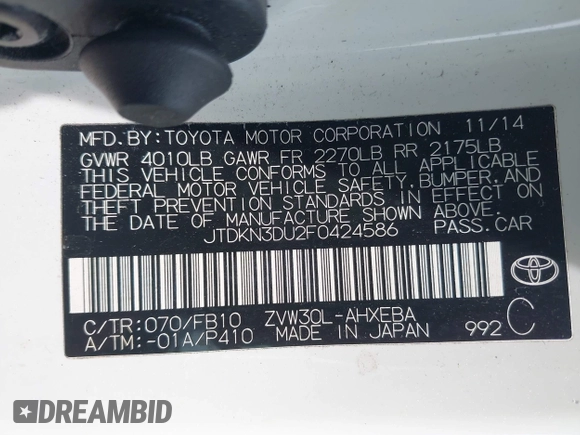 MFD.BY:TOYOTA MOTOR CORPORATION 11/14
GVWR 4010LB GAWR FR 2270LB RR 2175LB
THIS VEHICLE CONFORMS TO ALL APPLICABLE
FEDERAL MOTOR VEHICLE SAFETY,BUMPER,AND
THEFT PREVENTION STANDARDS IN EFFECT ON
THE DATE OF MANUFACTURE SHOWN ABOVE.
JTDKN3DU2F0424586 PASS.CAR
C/TR:070/FB10 ZVW30L-AHXEBA
A/TM:-01A/P410 MADE IN JAPAN 992 C
DREAMBID